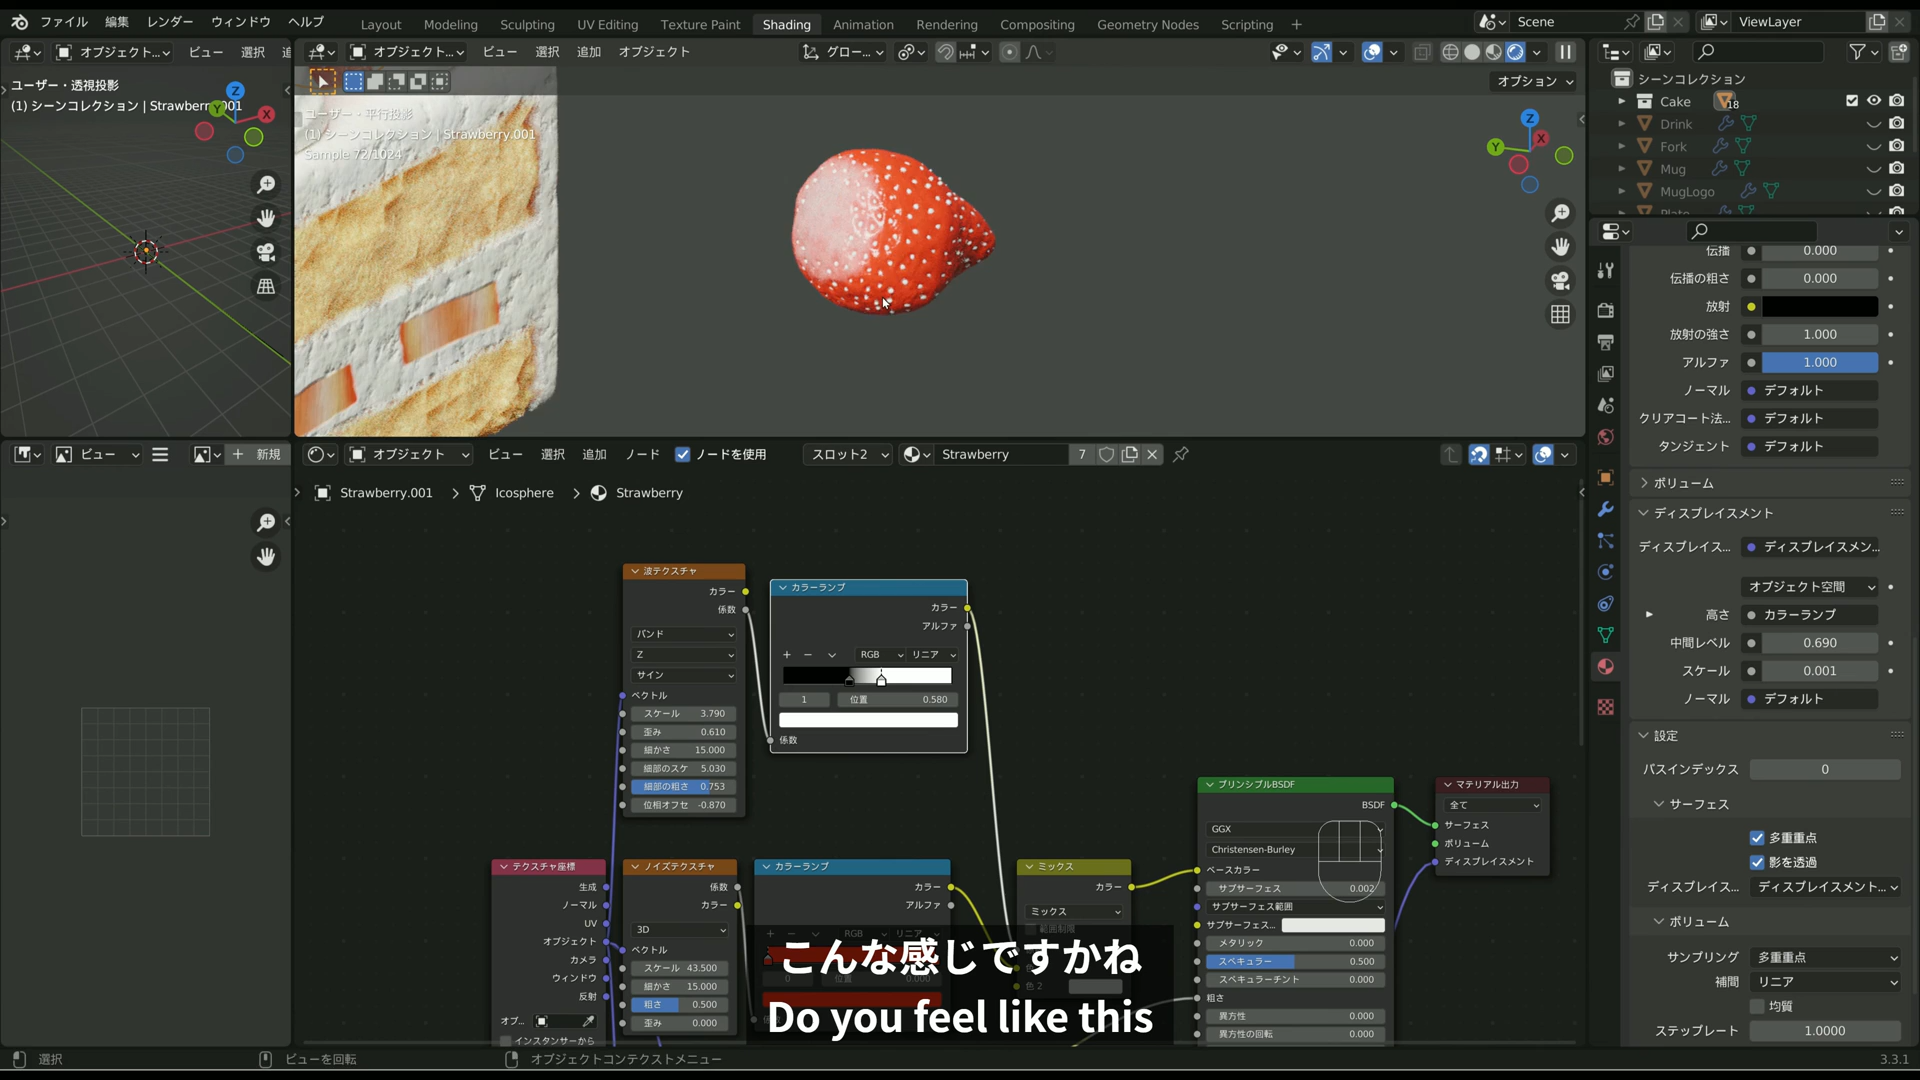 ファイル 編集 レンダー ウィンドウ ヘルプ Layout Modeling Sculpting UV Editing Texture Paint Shading Animation Rendering Compositing Geometry Nodes Scripting + Scene ViewLayer
オブジェクト... ビュー 選択
オブジェクト... ビュー 選択 追加 オブジェクト グロー...
オプション
ユーザー・透視投影
(1) シーンコレクション | Strawberry.001
ユーザー・平行投影
(1) シーンコレクション | Strawberry.001
Sample 72/1024
シーンコレクション
Cake 18
Drink
Fork
Mug
MugLogo
伝播 0.000
伝播の粗さ 0.000
放射
放射の強さ 1.000
アルファ 1.000
ノーマル デフォルト
クリアコート法... デフォルト
タンジェント デフォルト
ボリューム
ディスプレイスメント
ディスプレイス... ディスプレイスメン...
オブジェクト空間
高さ カラーランプ
中間レベル 0.690
スケール 0.001
ノーマル デフォルト
設定
パスインデックス 0
サーフェス
多重重点
影を透過
ディスプレイス... ディスプレイスメント...
ボリューム
サンプリング 多重重点
補間 リニア
均質
ステップレート 1.0000
ビュー + 新規
オブジェクト ビュー 選択 追加 ノード ノードを使用 スロット2 Strawberry 7
Strawberry.001 > Icosphere > Strawberry
波テクスチャ
カラー
係数
バンド
Z
サイン
ベクトル
スケール 3.790
歪み 0.610
細かさ 15.000
細部のスケ 5.030
細部の粗さ 0.753
位相オフセ -0.870
カラーランプ
カラー
アルファ
+ − RGB リニア
1 位置 0.580
係数
テクスチャ座標
生成
ノーマル
UV
オブジェクト
カメラ
ウィンドウ
反射
オブ...
インスタンサーから
ノイズテクスチャ
係数
カラー
3D
ベクトル
スケール 43.500
細かさ 15.000
粗さ 0.500
歪み 0.000
カラーランプ
カラー
アルファ
+ − RGB リニア
0 位置 0.000
ミックス
カラー
ミックス
範囲制限
色 2
プリンシプルBSDF
BSDF
GGX
Christensen-Burley
ベースカラー
サブサーフェス 0.002
サブサーフェス範囲
サブサーフェス...
メタリック 0.000
スペキュラー 0.500
スペキュラーチント 0.000
粗さ
異方性 0.000
異方性の回転 0.000
マテリアル出力
全て
サーフェス
ボリューム
ディスプレイスメント
こんな感じですかね
Do you feel like this
選択 ビューを回転 オブジェクトコンテクストメニュー 3.3.1